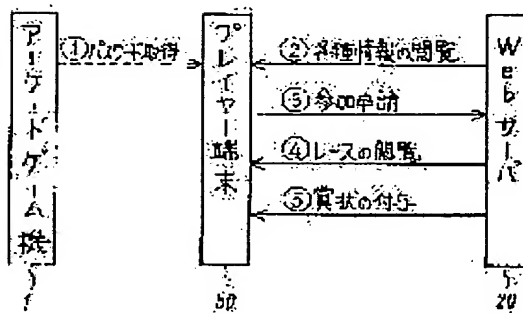 アーケードゲーム機
プレイヤー端末
Webサーバ
①パスワード取得
②各種情報の閲覧
③参加申請
④レースの閲覧
⑤賞状の付与
1
50
20